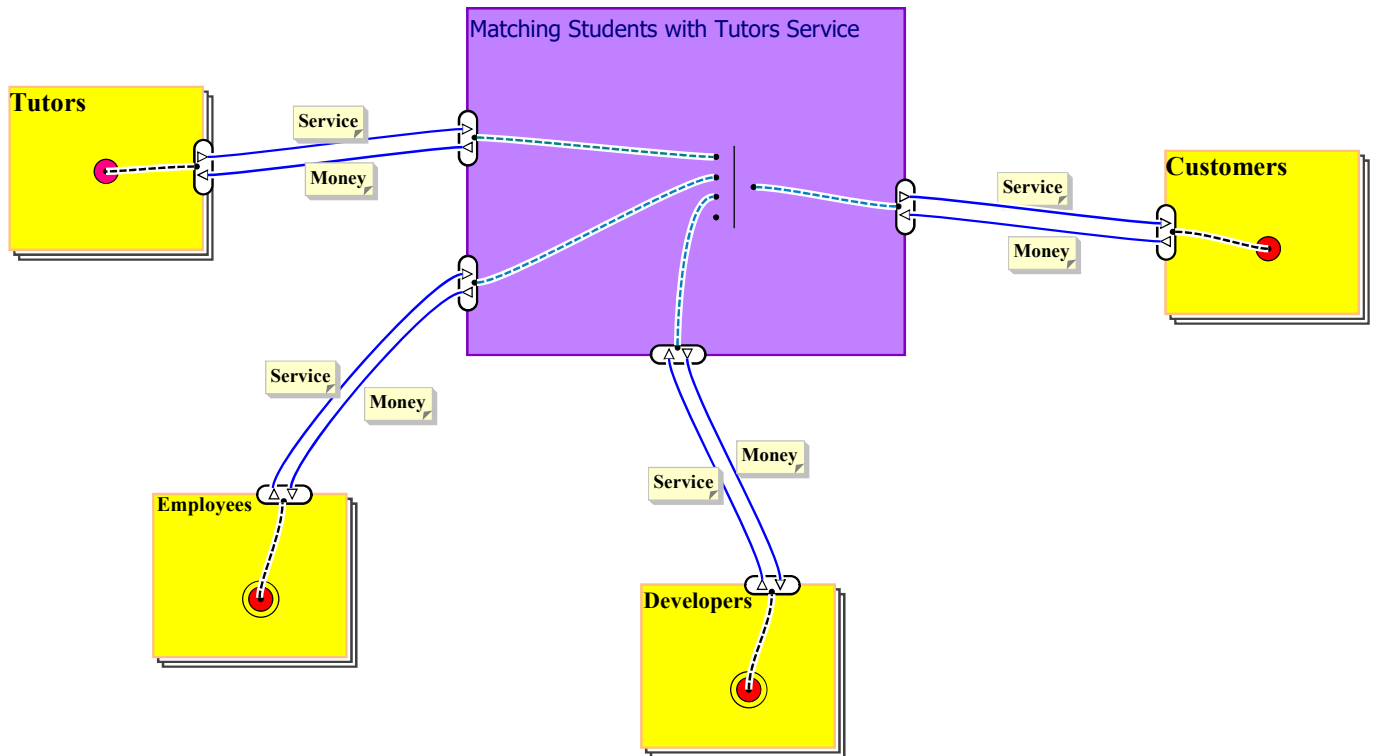 Matching Students with Tutors Service
Tutors
Service
Money
Customers
Service
Money
Service
Money
Employees
Money
Service
Developers